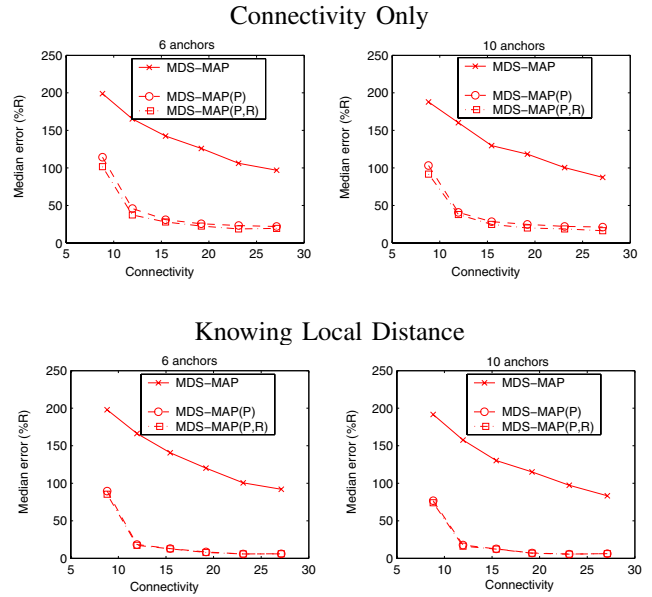 Connectivity Only
6 anchors
250
200
150
100
50
0
Median error (%R)
MDS−MAP
MDS−MAP(P)
MDS−MAP(P,R)
5 10 15 20 25 30
Connectivity
10 anchors
250
200
150
100
50
0
Median error (%R)
MDS−MAP
MDS−MAP(P)
MDS−MAP(P,R)
5 10 15 20 25 30
Connectivity
Knowing Local Distance
6 anchors
250
200
150
100
50
0
Median error (%R)
MDS−MAP
MDS−MAP(P)
MDS−MAP(P,R)
5 10 15 20 25 30
Connectivity
10 anchors
250
200
150
100
50
0
Median error (%R)
MDS−MAP
MDS−MAP(P)
MDS−MAP(P,R)
5 10 15 20 25 30
Connectivity